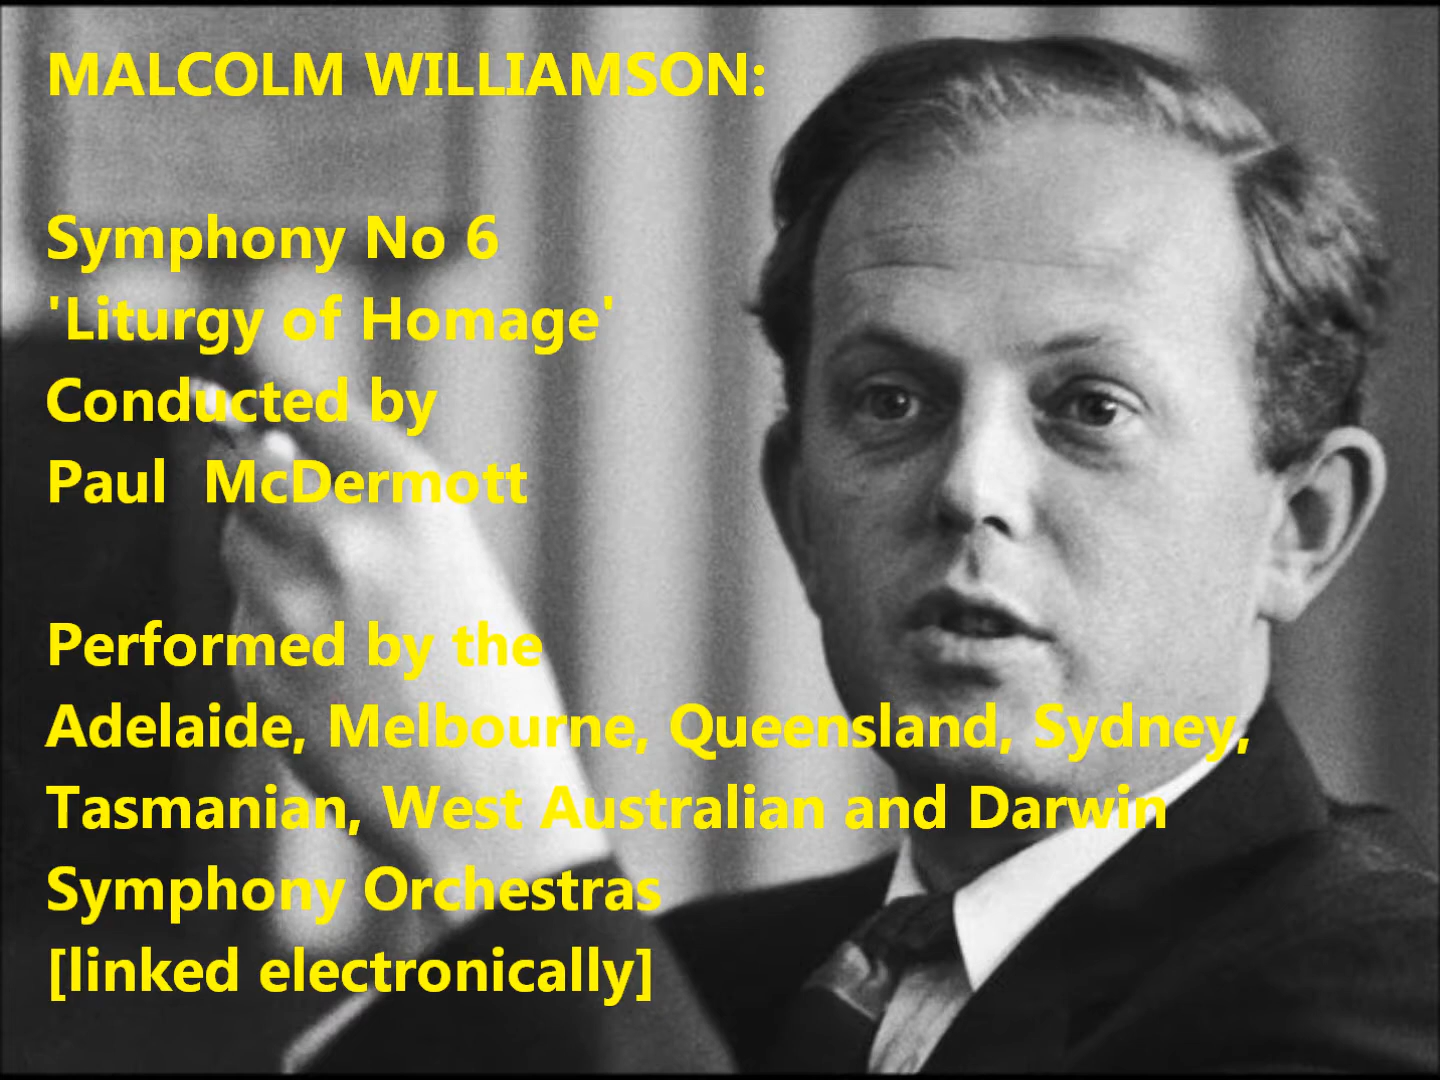 MALCOLM WILLIAMSON:
Symphony No 6
'Liturgy of Homage'
Conducted by
Paul  McDermott
Performed by the
Adelaide, Melbourne, Queensland, Sydney,
Tasmanian, West Australian and Darwin
Symphony Orchestras
[linked electronically]